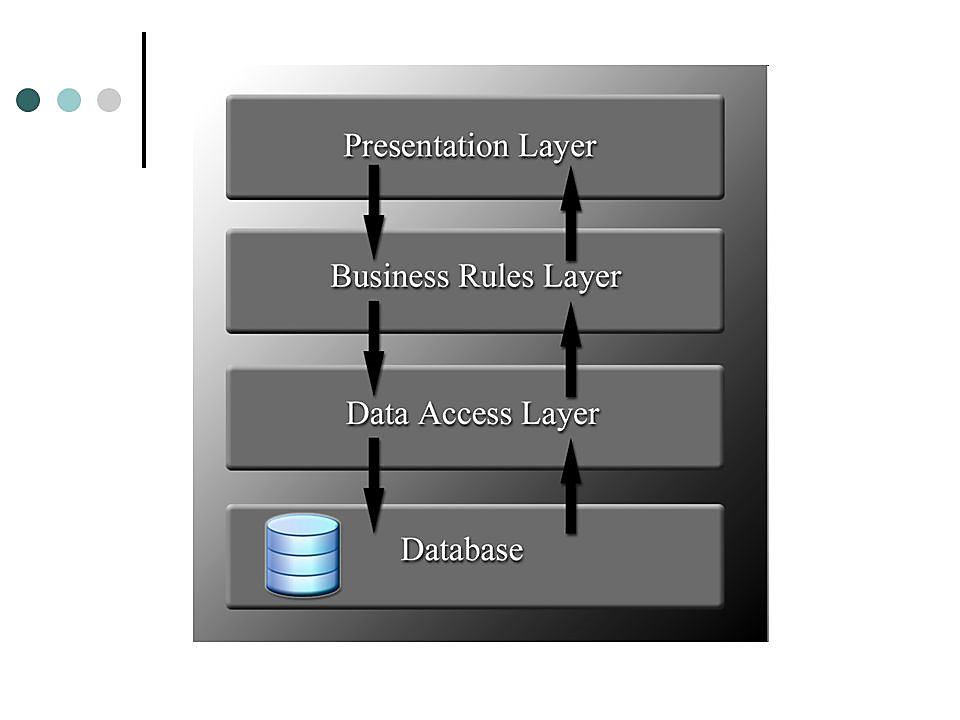 Presentation Layer
Business Rules Layer
Data Access Layer
Database